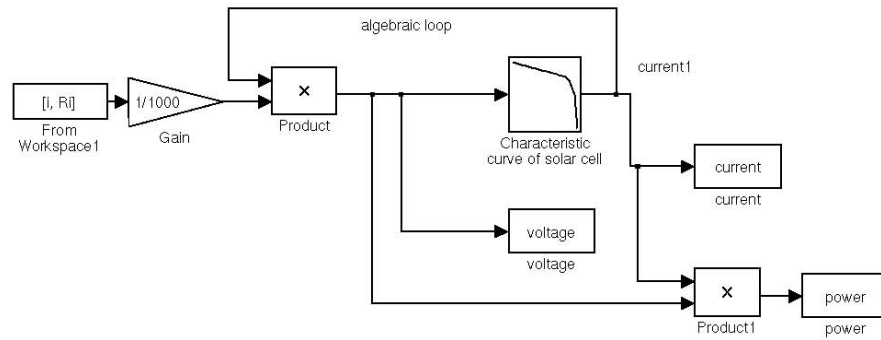 algebraic loop
current1
[i, Ri]
1/1000
×
From
Workspace1
Gain
Product
Characteristic
curve of solar cell
current
current
voltage
voltage
×
power
Product1
power